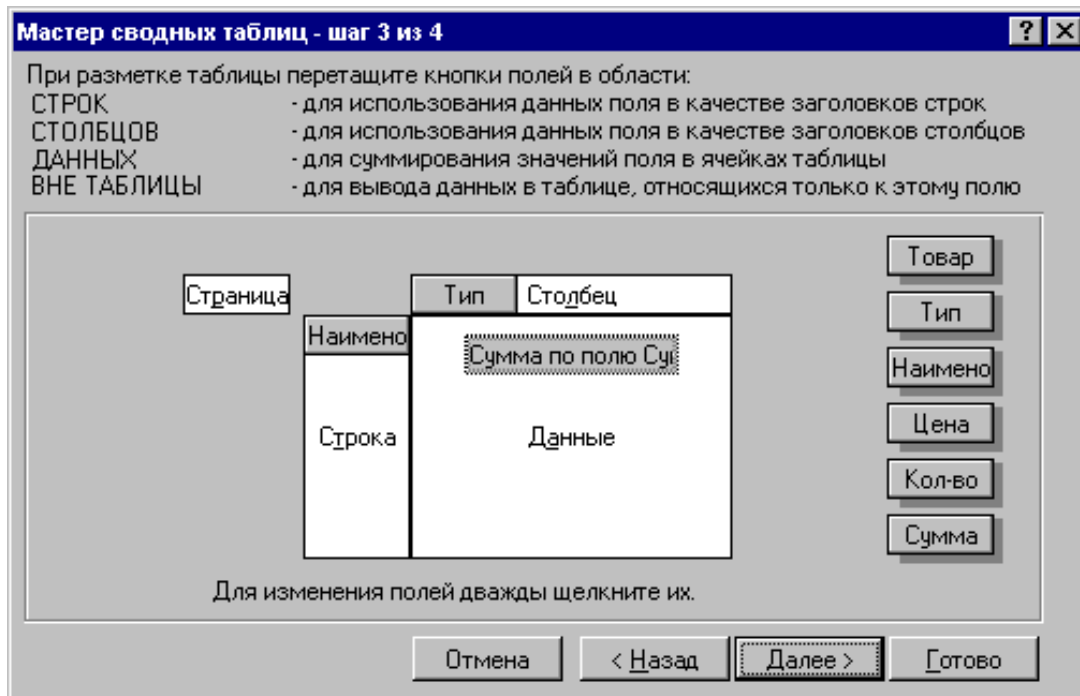 Мастер сводных таблиц - шаг 3 из 4
При разметке таблицы перетащите кнопки полей в области:
СТРОК - для использования данных поля в качестве заголовков строк
СТОЛБЦОВ - для использования данных поля в качестве заголовков столбцов
ДАННЫХ - для суммирования значений поля в ячейках таблицы
ВНЕ ТАБЛИЦЫ - для вывода данных в таблице, относящихся только к этому полю
Страница Тип Столбец
Наимено
Сумма по полю Су
Строка Данные
Товар
Тип
Наимено
Цена
Кол-во
Сумма
Для изменения полей дважды щелкните их.
Отмена < Назад Далее > Готово